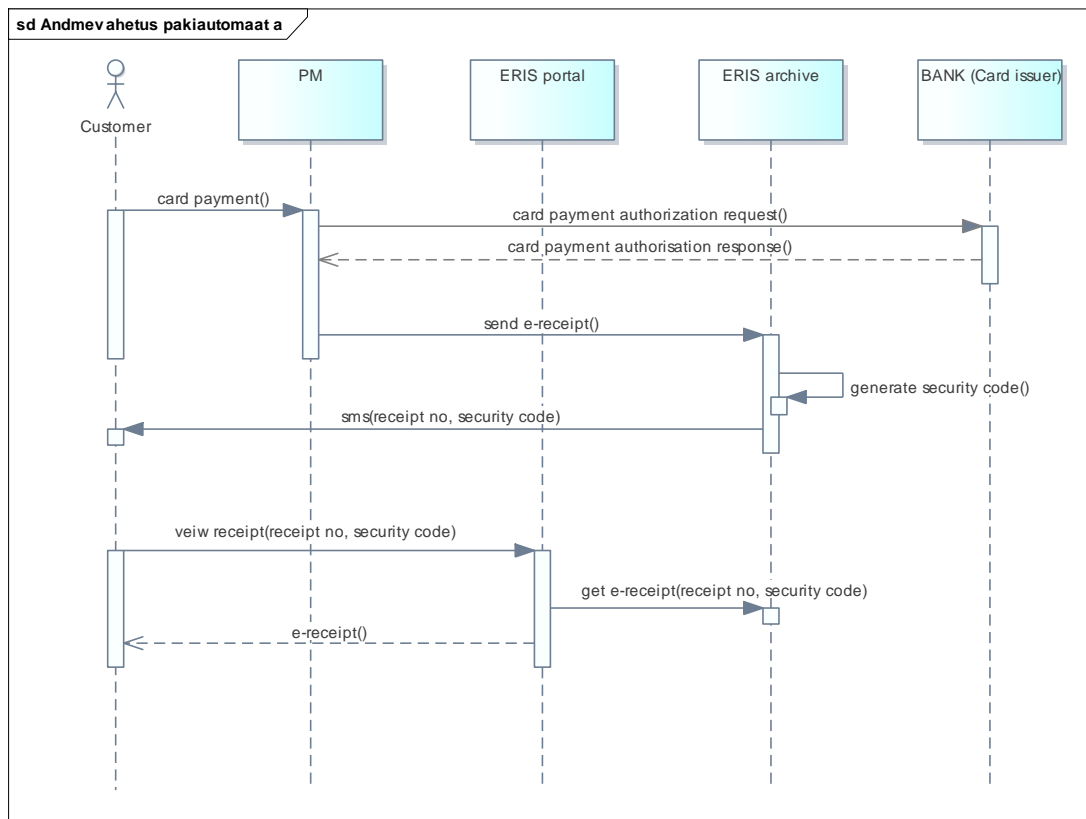 sd Andmevahetus pakiautomaat a
Customer
PM
ERIS portal
ERIS archive
BANK (Card issuer)
card payment()
card payment authorization request()
card payment authorisation response()
send e-receipt()
generate security code()
sms(receipt no, security code)
veiw receipt(receipt no, security code)
get e-receipt(receipt no, security code)
e-receipt()